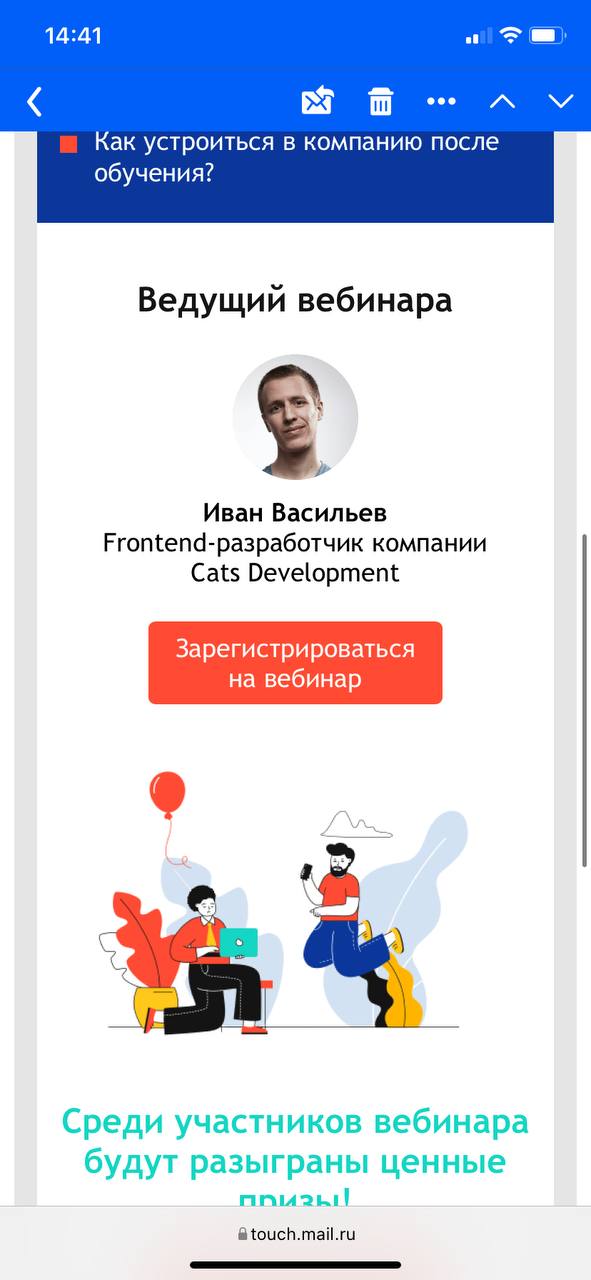 14:41
Как устроиться в компанию после
обучения?
Ведущий вебинара
Иван Васильев
Frontend-разработчик компании
Cats Development
Зарегистрироваться
на вебинар
Среди участников вебинара
будут разыграны ценные
призы!
touch.mail.ru